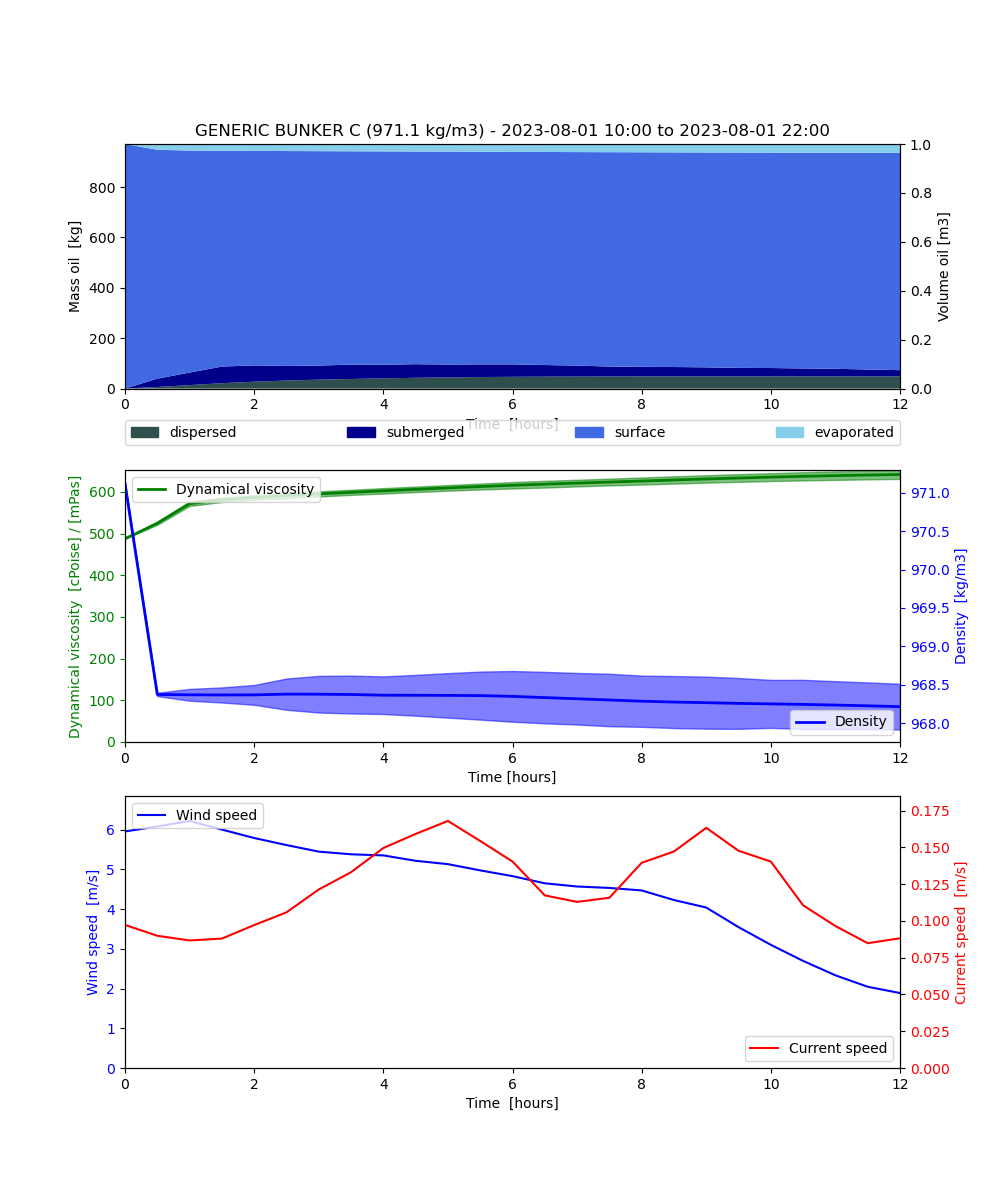 GENERIC BUNKER C (971.1 kg/m3) - 2023-08-01 10:00 to 2023-08-01 22:00
Mass oil [kg]
800
600
400
200
0
1.0
0.8
0.6
0.4
0.2
0.0
Volume oil [m3]
0 2 4 6 8 10 12
Time [hours]
dispersed submerged surface evaporated
Dynamical viscosity [cPoise] / [mPas]
600
500
400
300
200
100
0
Dynamical viscosity
971.0
970.5
970.0
969.5
969.0
968.5
968.0
Density [kg/m3]
Density
0 2 4 6 8 10 12
Time [hours]
Wind speed [m/s]
6
5
4
3
2
1
0
Wind speed
0.175
0.150
0.125
0.100
0.075
0.050
0.025
0.000
Current speed [m/s]
Current speed
0 2 4 6 8 10 12
Time [hours]